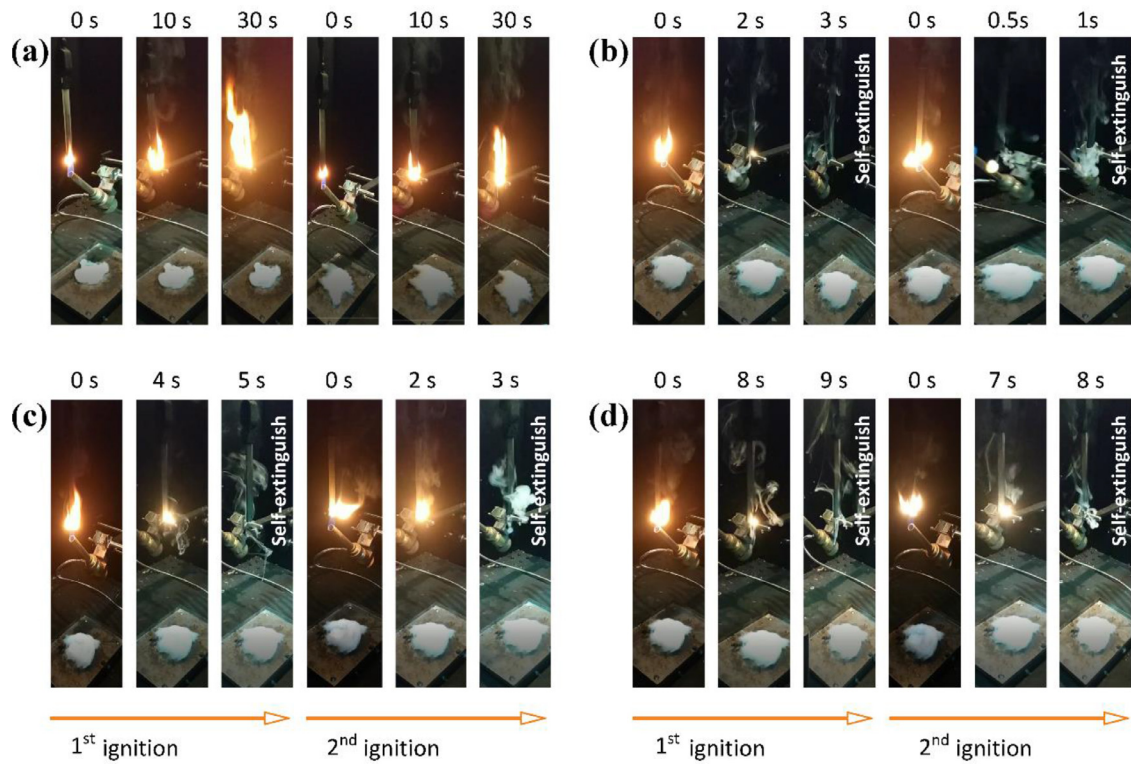 0 s 10 s 30 s 0 s 10 s 30 s
(a)
0 s 2 s 3 s 0 s 0.5s 1s
(b)
Self-extinguish
Self-extinguish
0 s 4 s 5 s 0 s 2 s 3 s
(c)
Self-extinguish
Self-extinguish
0 s 8 s 9 s 0 s 7 s 8 s
(d)
Self-extinguish
Self-extinguish
1st ignition 2nd ignition
1st ignition 2nd ignition